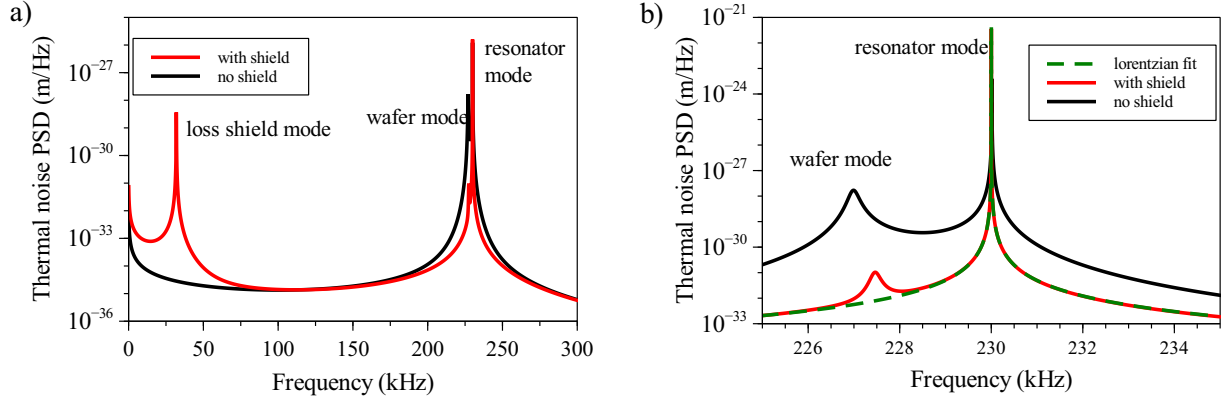 a)
Thermal noise PSD (m/Hz)
10⁻²⁷
10⁻³⁰
10⁻³³
10⁻³⁶
with shield
no shield
loss shield mode
wafer mode
resonator
mode
0 50 100 150 200 250 300
Frequency (kHz)
b)
Thermal noise PSD (m/Hz)
10⁻²¹
10⁻²⁴
10⁻²⁷
10⁻³⁰
10⁻³³
resonator mode
wafer mode
lorentzian fit
with shield
no shield
226 228 230 232 234
Frequency (kHz)